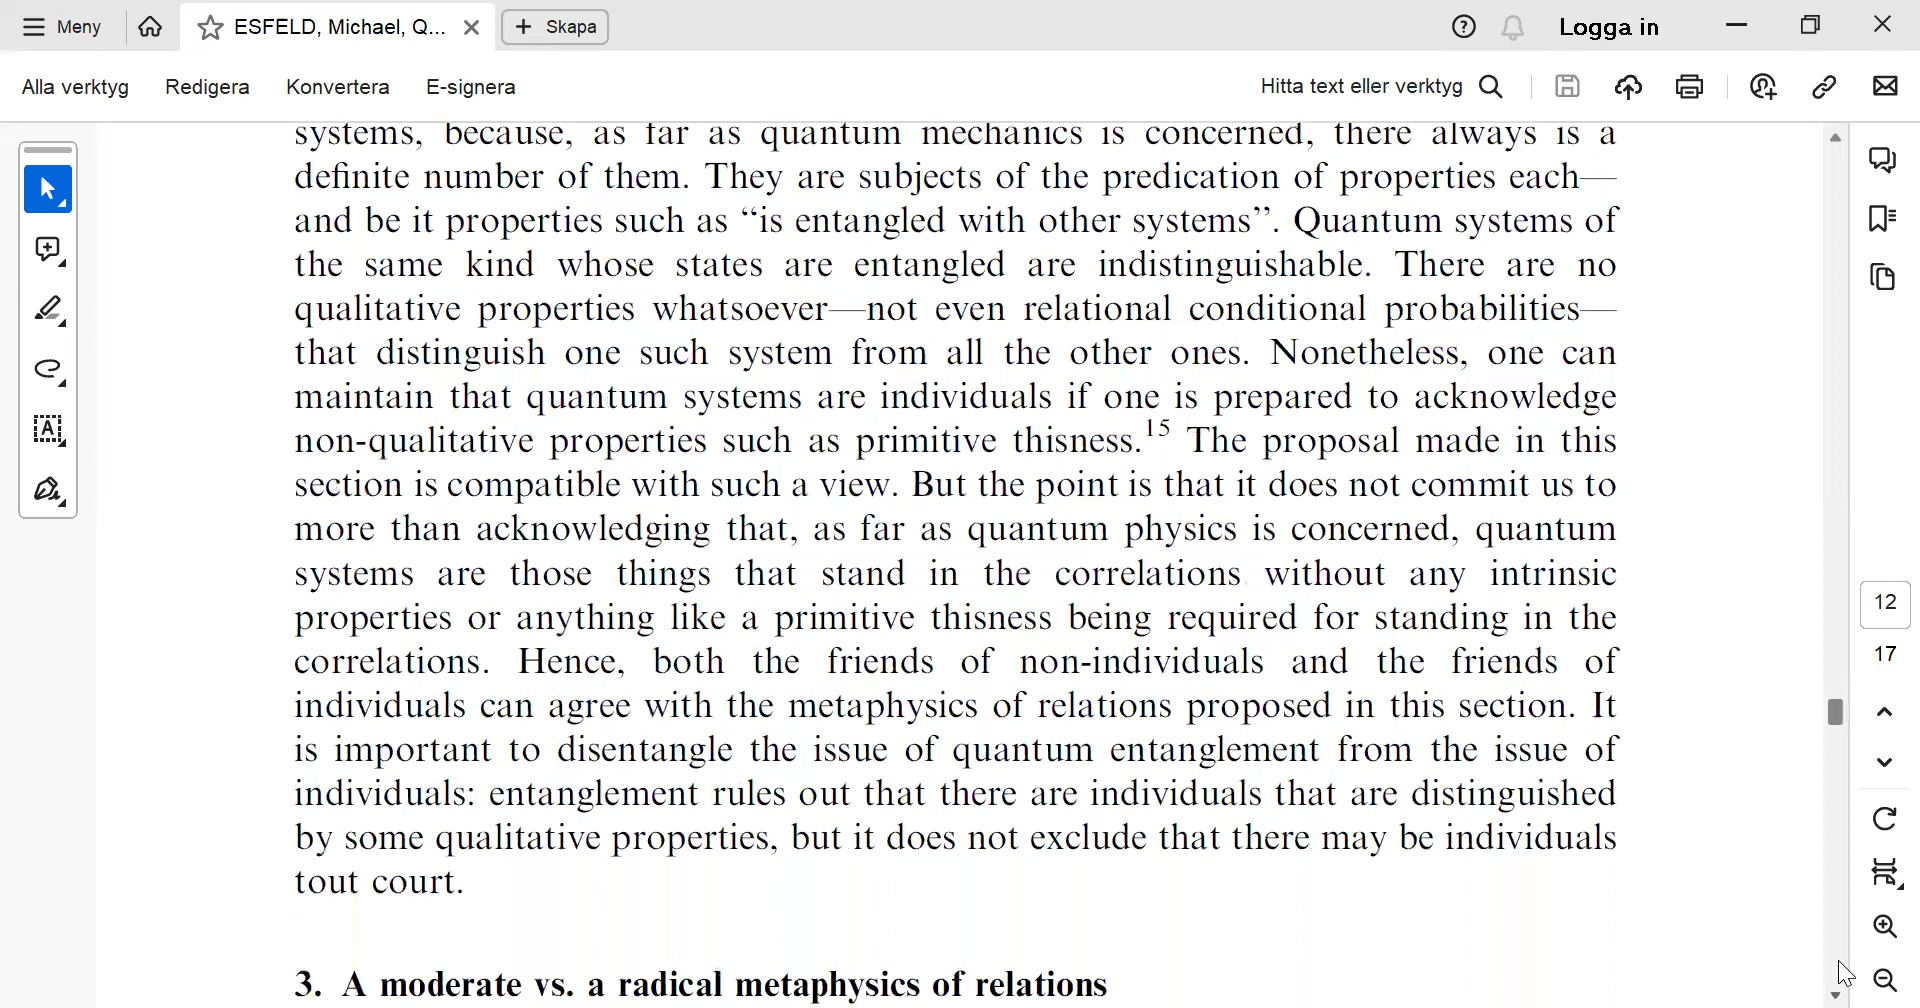 Meny
ESFELD, Michael, Q...
Skapa
Logga in
Alla verktyg
Redigera
Konvertera
E-signera
Hitta text eller verktyg
systems, because, as far as quantum mechanics is concerned, there always is a
definite number of them. They are subjects of the predication of properties each—
and be it properties such as “is entangled with other systems”. Quantum systems of
the same kind whose states are entangled are indistinguishable. There are no
qualitative properties whatsoever—not even relational conditional probabilities—
that distinguish one such system from all the other ones. Nonetheless, one can
maintain that quantum systems are individuals if one is prepared to acknowledge
non-qualitative properties such as primitive thisness.15 The proposal made in this
section is compatible with such a view. But the point is that it does not commit us to
more than acknowledging that, as far as quantum physics is concerned, quantum
systems are those things that stand in the correlations without any intrinsic
properties or anything like a primitive thisness being required for standing in the
correlations. Hence, both the friends of non-individuals and the friends of
individuals can agree with the metaphysics of relations proposed in this section. It
is important to disentangle the issue of quantum entanglement from the issue of
individuals: entanglement rules out that there are individuals that are distinguished
by some qualitative properties, but it does not exclude that there may be individuals
tout court.
3. A moderate vs. a radical metaphysics of relations
12
17